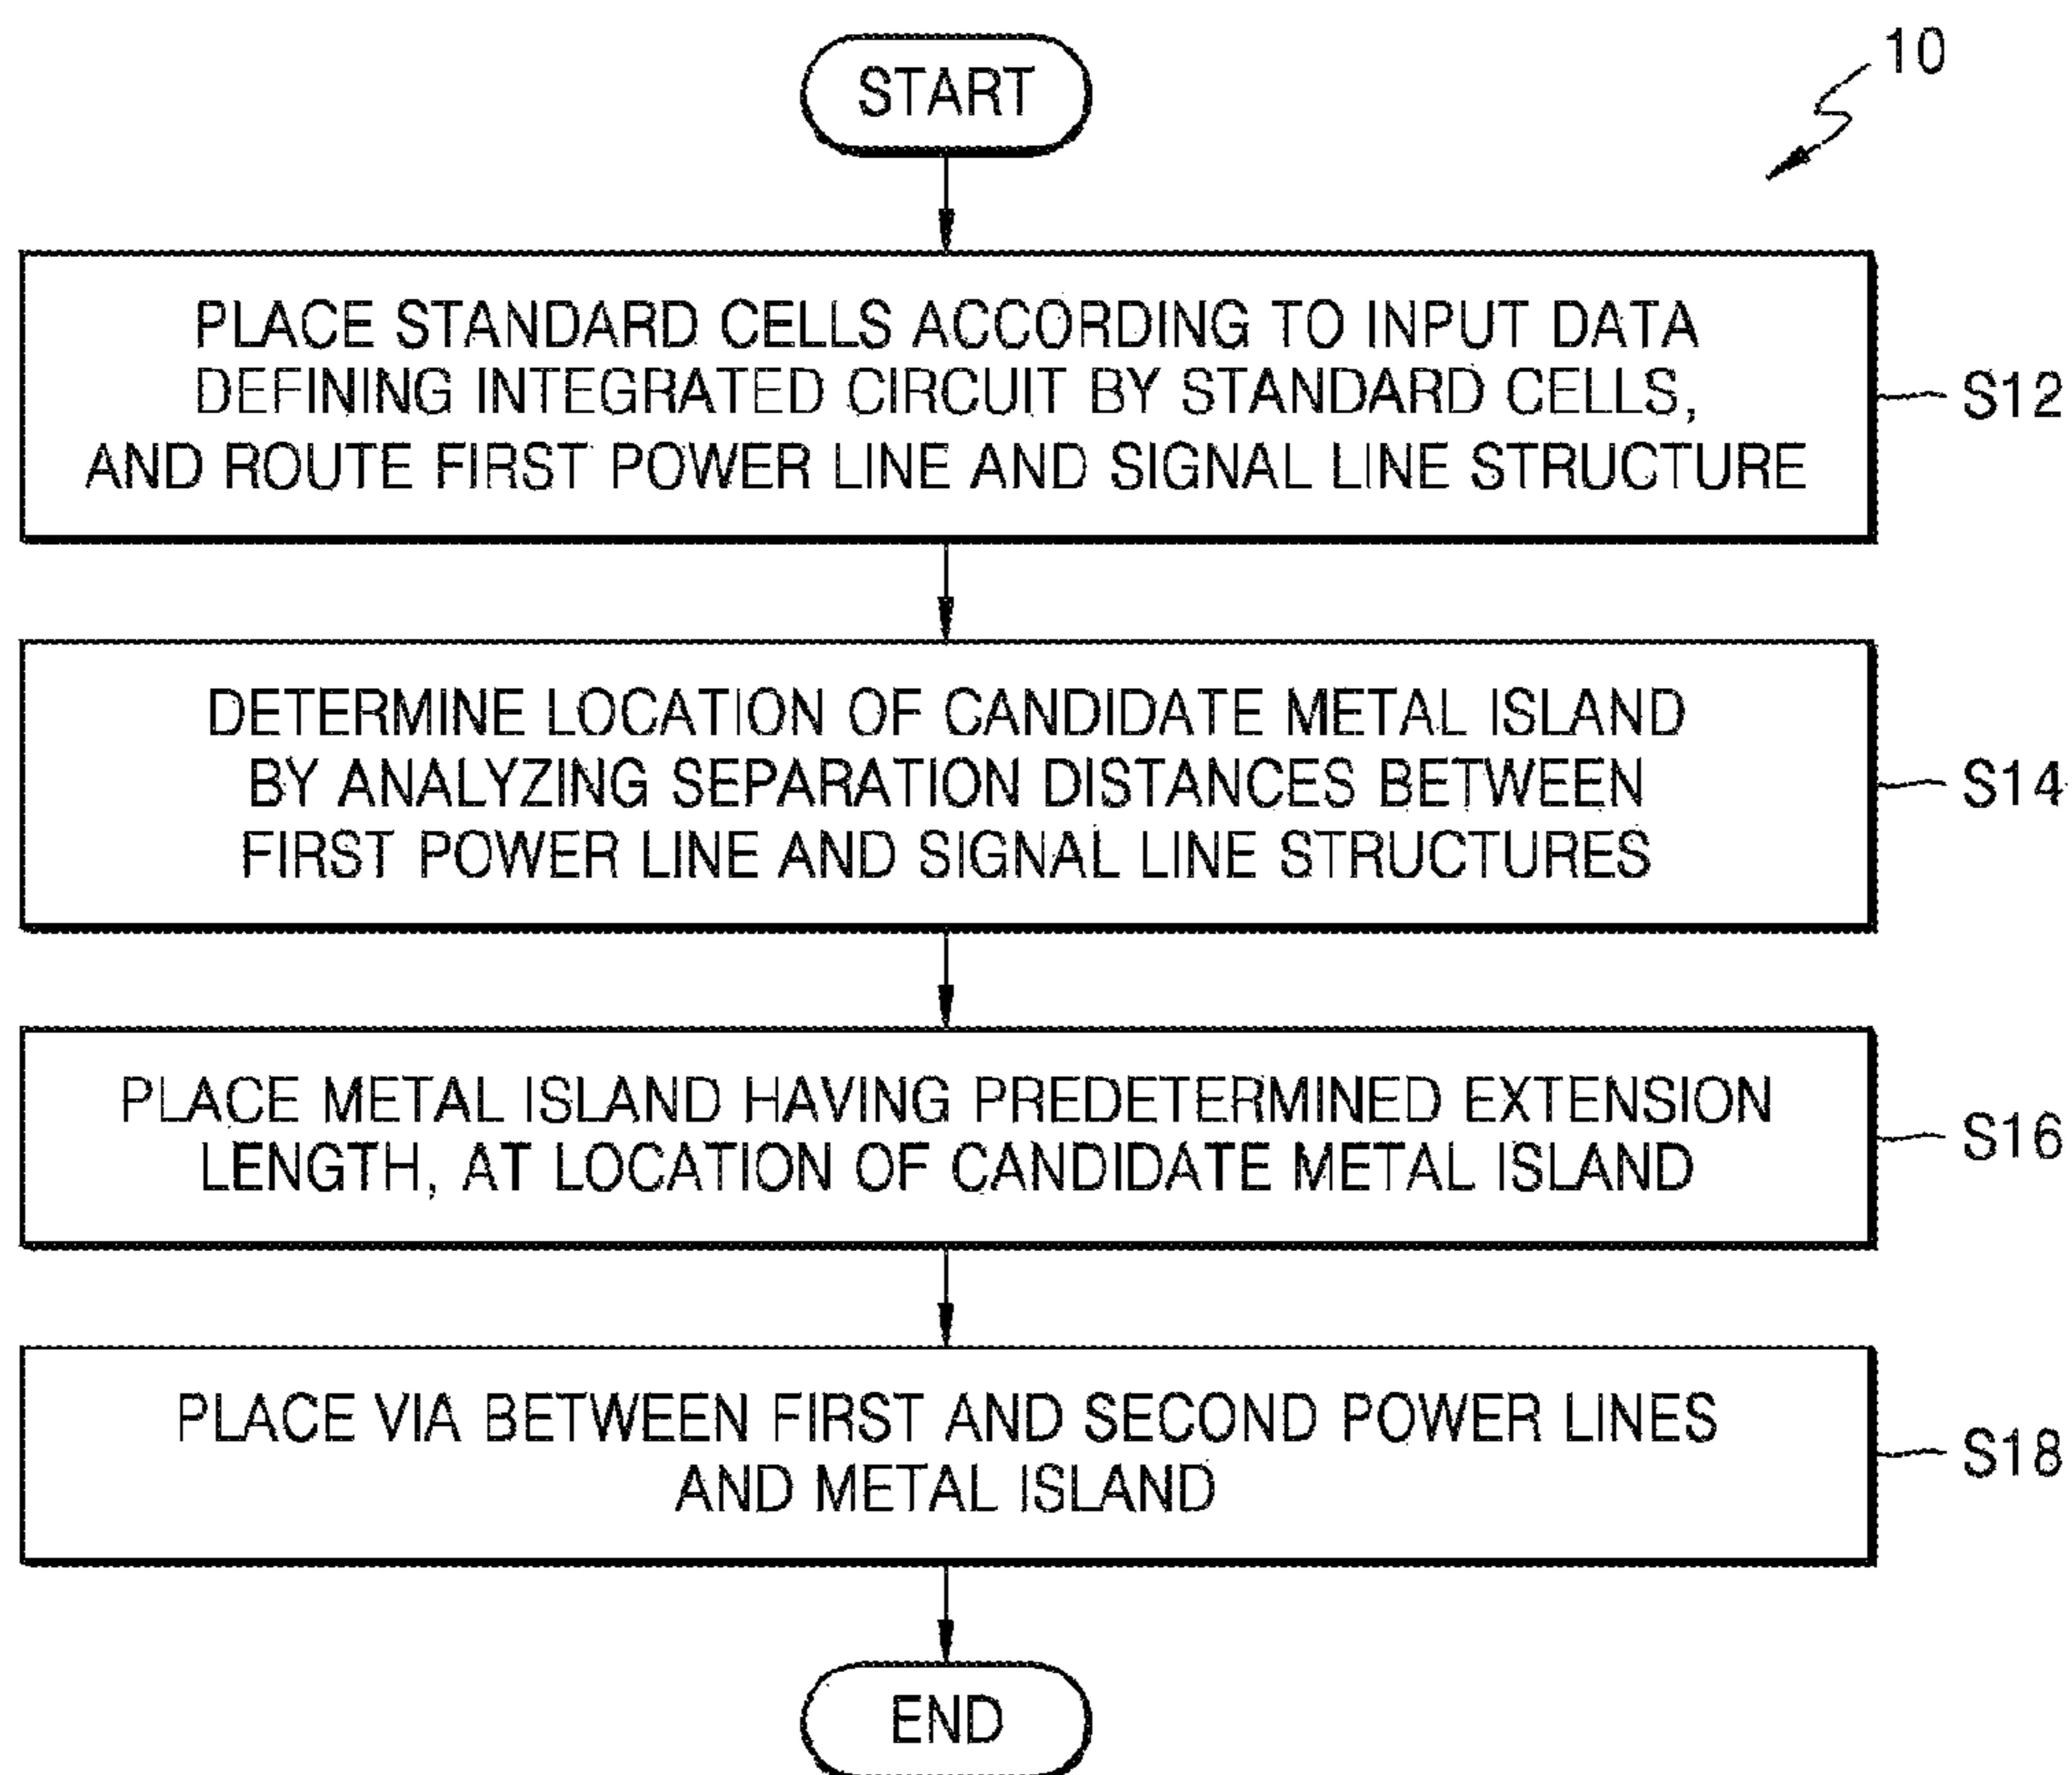 10
START
PLACE STANDARD CELLS ACCORDING TO INPUT DATA
DEFINING INTEGRATED CIRCUIT BY STANDARD CELLS,
AND ROUTE FIRST POWER LINE AND SIGNAL LINE STRUCTURE
S12
DETERMINE LOCATION OF CANDIDATE METAL ISLAND
BY ANALYZING SEPARATION DISTANCES BETWEEN
FIRST POWER LINE AND SIGNAL LINE STRUCTURES
S14
PLACE METAL ISLAND HAVING PREDETERMINED EXTENSION
LENGTH, AT LOCATION OF CANDIDATE METAL ISLAND
S16
PLACE VIA BETWEEN FIRST AND SECOND POWER LINES
AND METAL ISLAND
S18
END